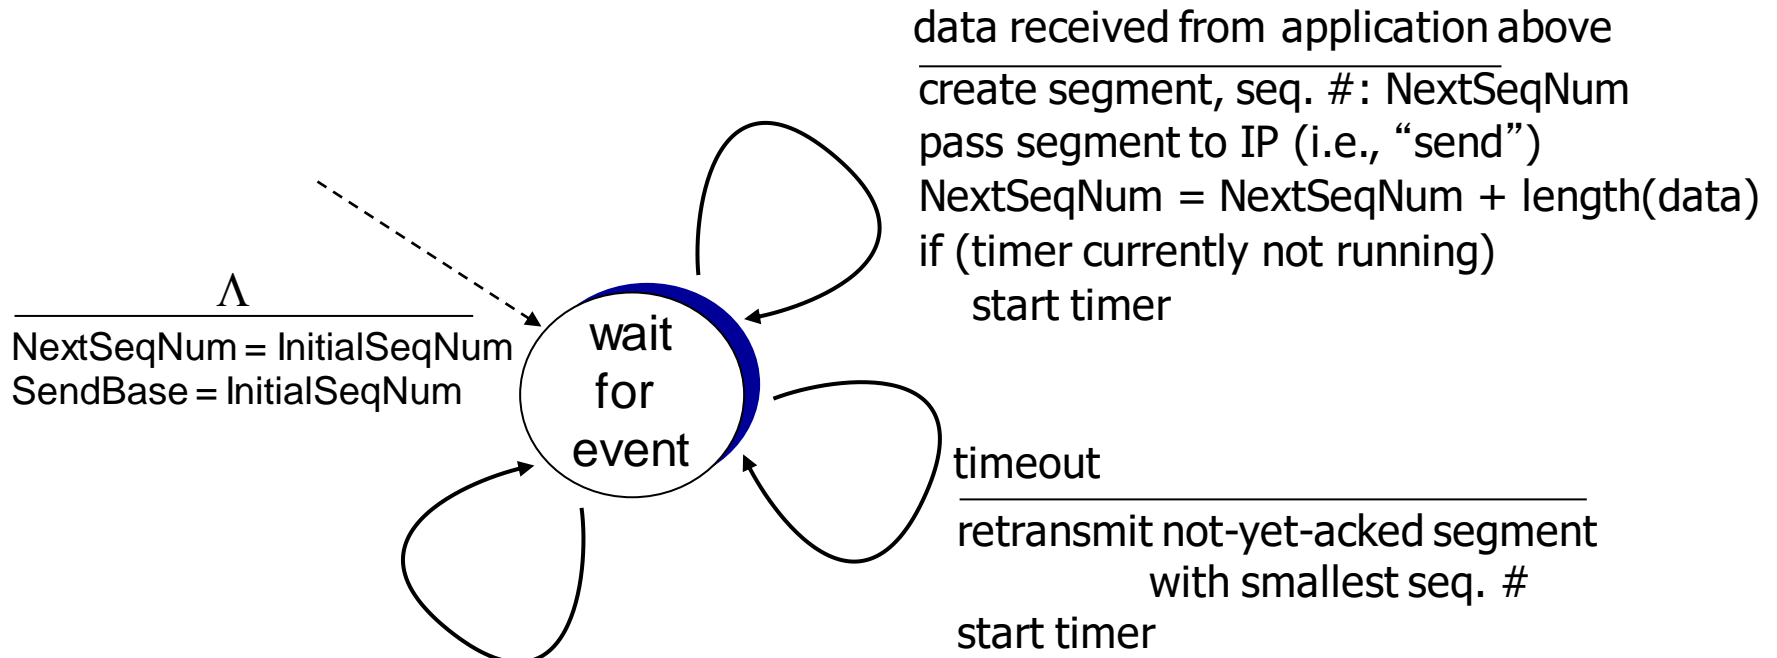 data received from application above
create segment, seq. #: NextSeqNum
pass segment to IP (i.e., “send”)
NextSeqNum = NextSeqNum + length(data)
if (timer currently not running)
start timer
Λ
NextSeqNum = InitialSeqNum
SendBase = InitialSeqNum
wait
for
event
timeout
retransmit not-yet-acked segment
with smallest seq. #
start timer